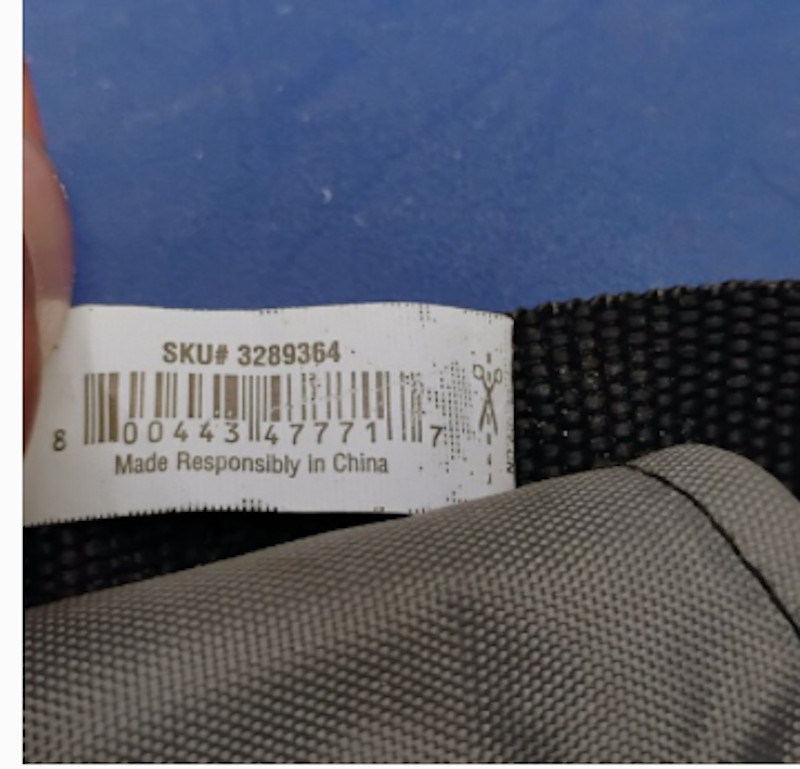 SKU# 3289364
8 00443 47771 7
Made Responsibly in China